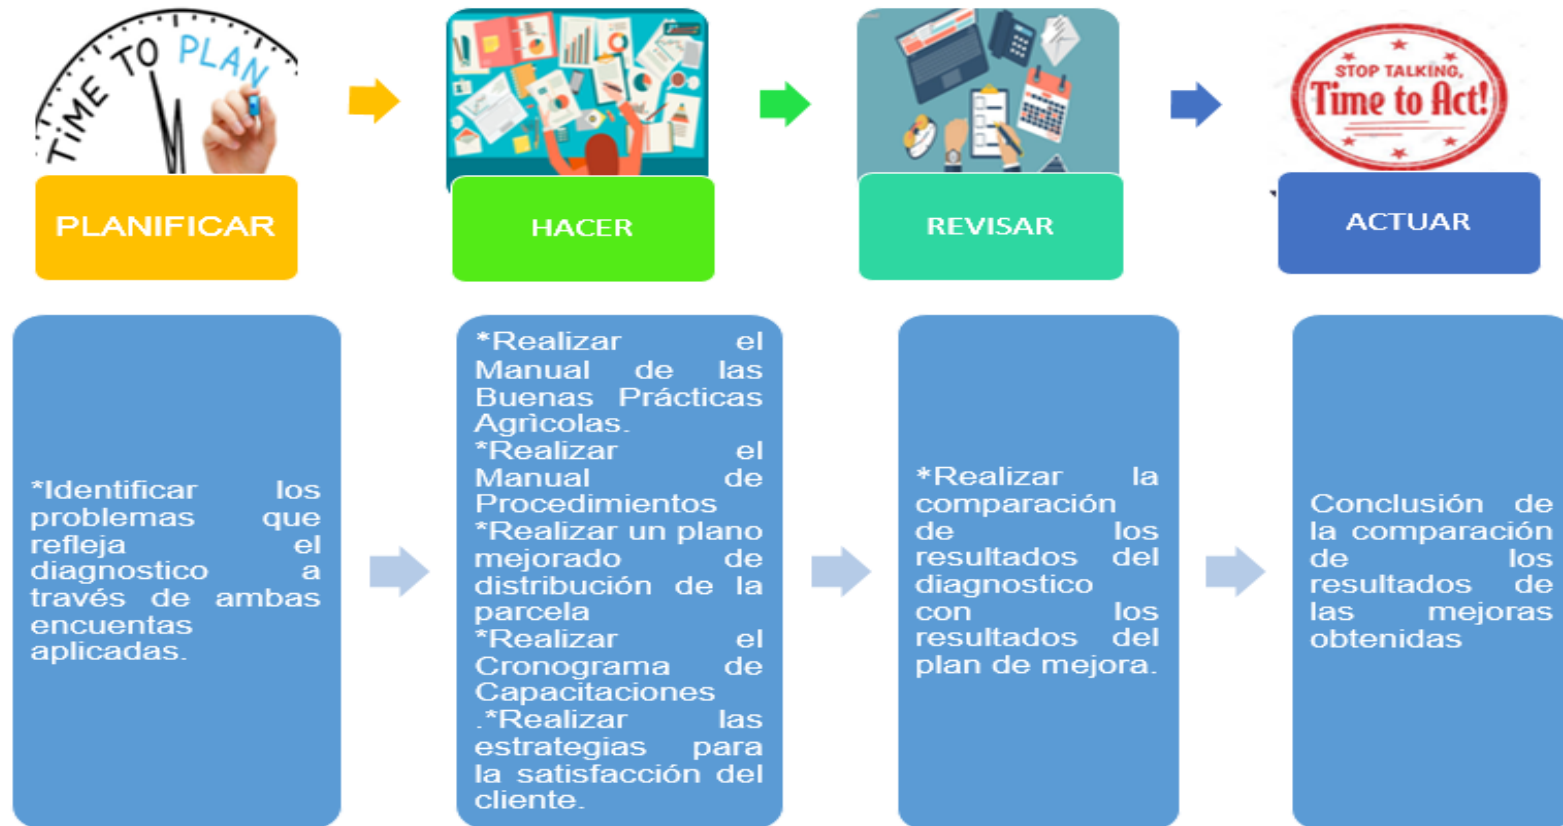 TIME TO PLAN
STOP TALKING,
Time to Act!
PLANIFICAR
HACER
REVISAR
ACTUAR
*Identificar los
problemas que
refleja el
diagnostico a
través de ambas
encuentas
aplicadas.
*Realizar el
Manual de las
Buenas Prácticas
Agrìcolas.
*Realizar el
Manual de
Procedimientos
*Realizar un plano
mejorado de
distribución de la
parcela
*Realizar el
Cronograma de
Capacitaciones
.*Realizar las
estrategias para
la satisfacción del
cliente.
*Realizar la
comparación
de los
resultados del
diagnostico
con los
resultados del
plan de mejora.
Conclusión de
la comparación
de los
resultados de
las mejoras
obtenidas